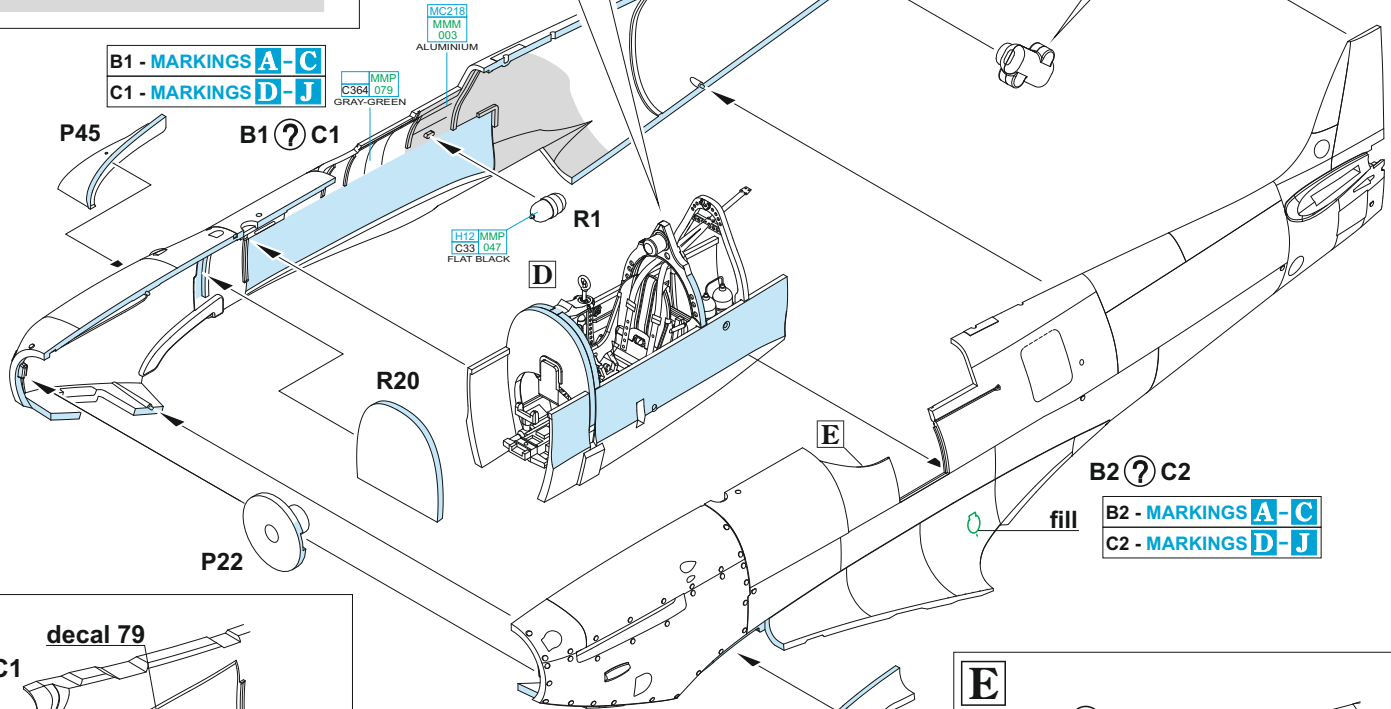 MC218
MMM
003
ALUMINIUM
B1 - MARKINGS A - C
C1 - MARKINGS D - J
MMP
C364 079
GRAY-GREEN
P45
B1 ? C1
R1
H12 MMP
C33 047
FLAT BLACK
D
R20
E
B2 ? C2
B2 - MARKINGS A - C
C2 - MARKINGS D - J
fill
P22
decal 79
C1
E